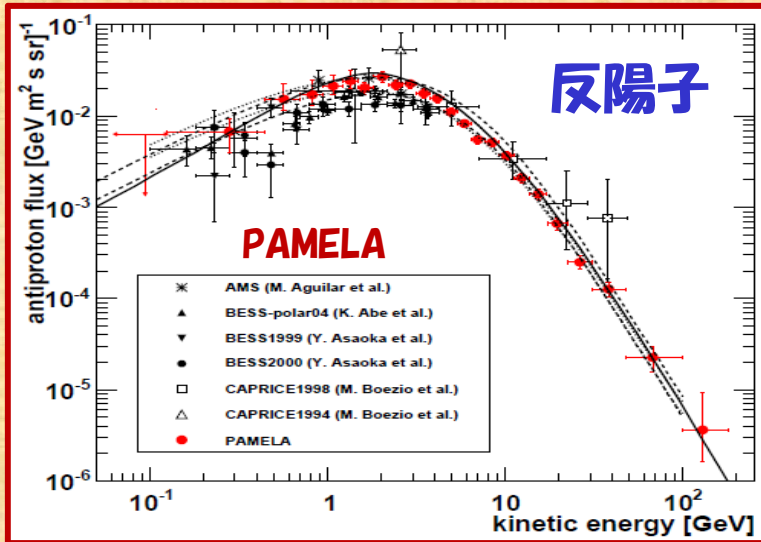 反陽子
antiproton flux [GeV m² s sr]⁻¹
10⁻¹
10⁻²
10⁻³
10⁻⁴
10⁻⁵
10⁻⁶
PAMELA
AMS (M. Aguilar et al.)
BESS-polar04 (K. Abe et al.)
BESS1999 (Y. Asaoka et al.)
BESS2000 (Y. Asaoka et al.)
CAPRICE1998 (M. Boezio et al.)
CAPRICE1994 (M. Boezio et al.)
PAMELA
10⁻¹ 1 10 10²
kinetic energy [GeV]